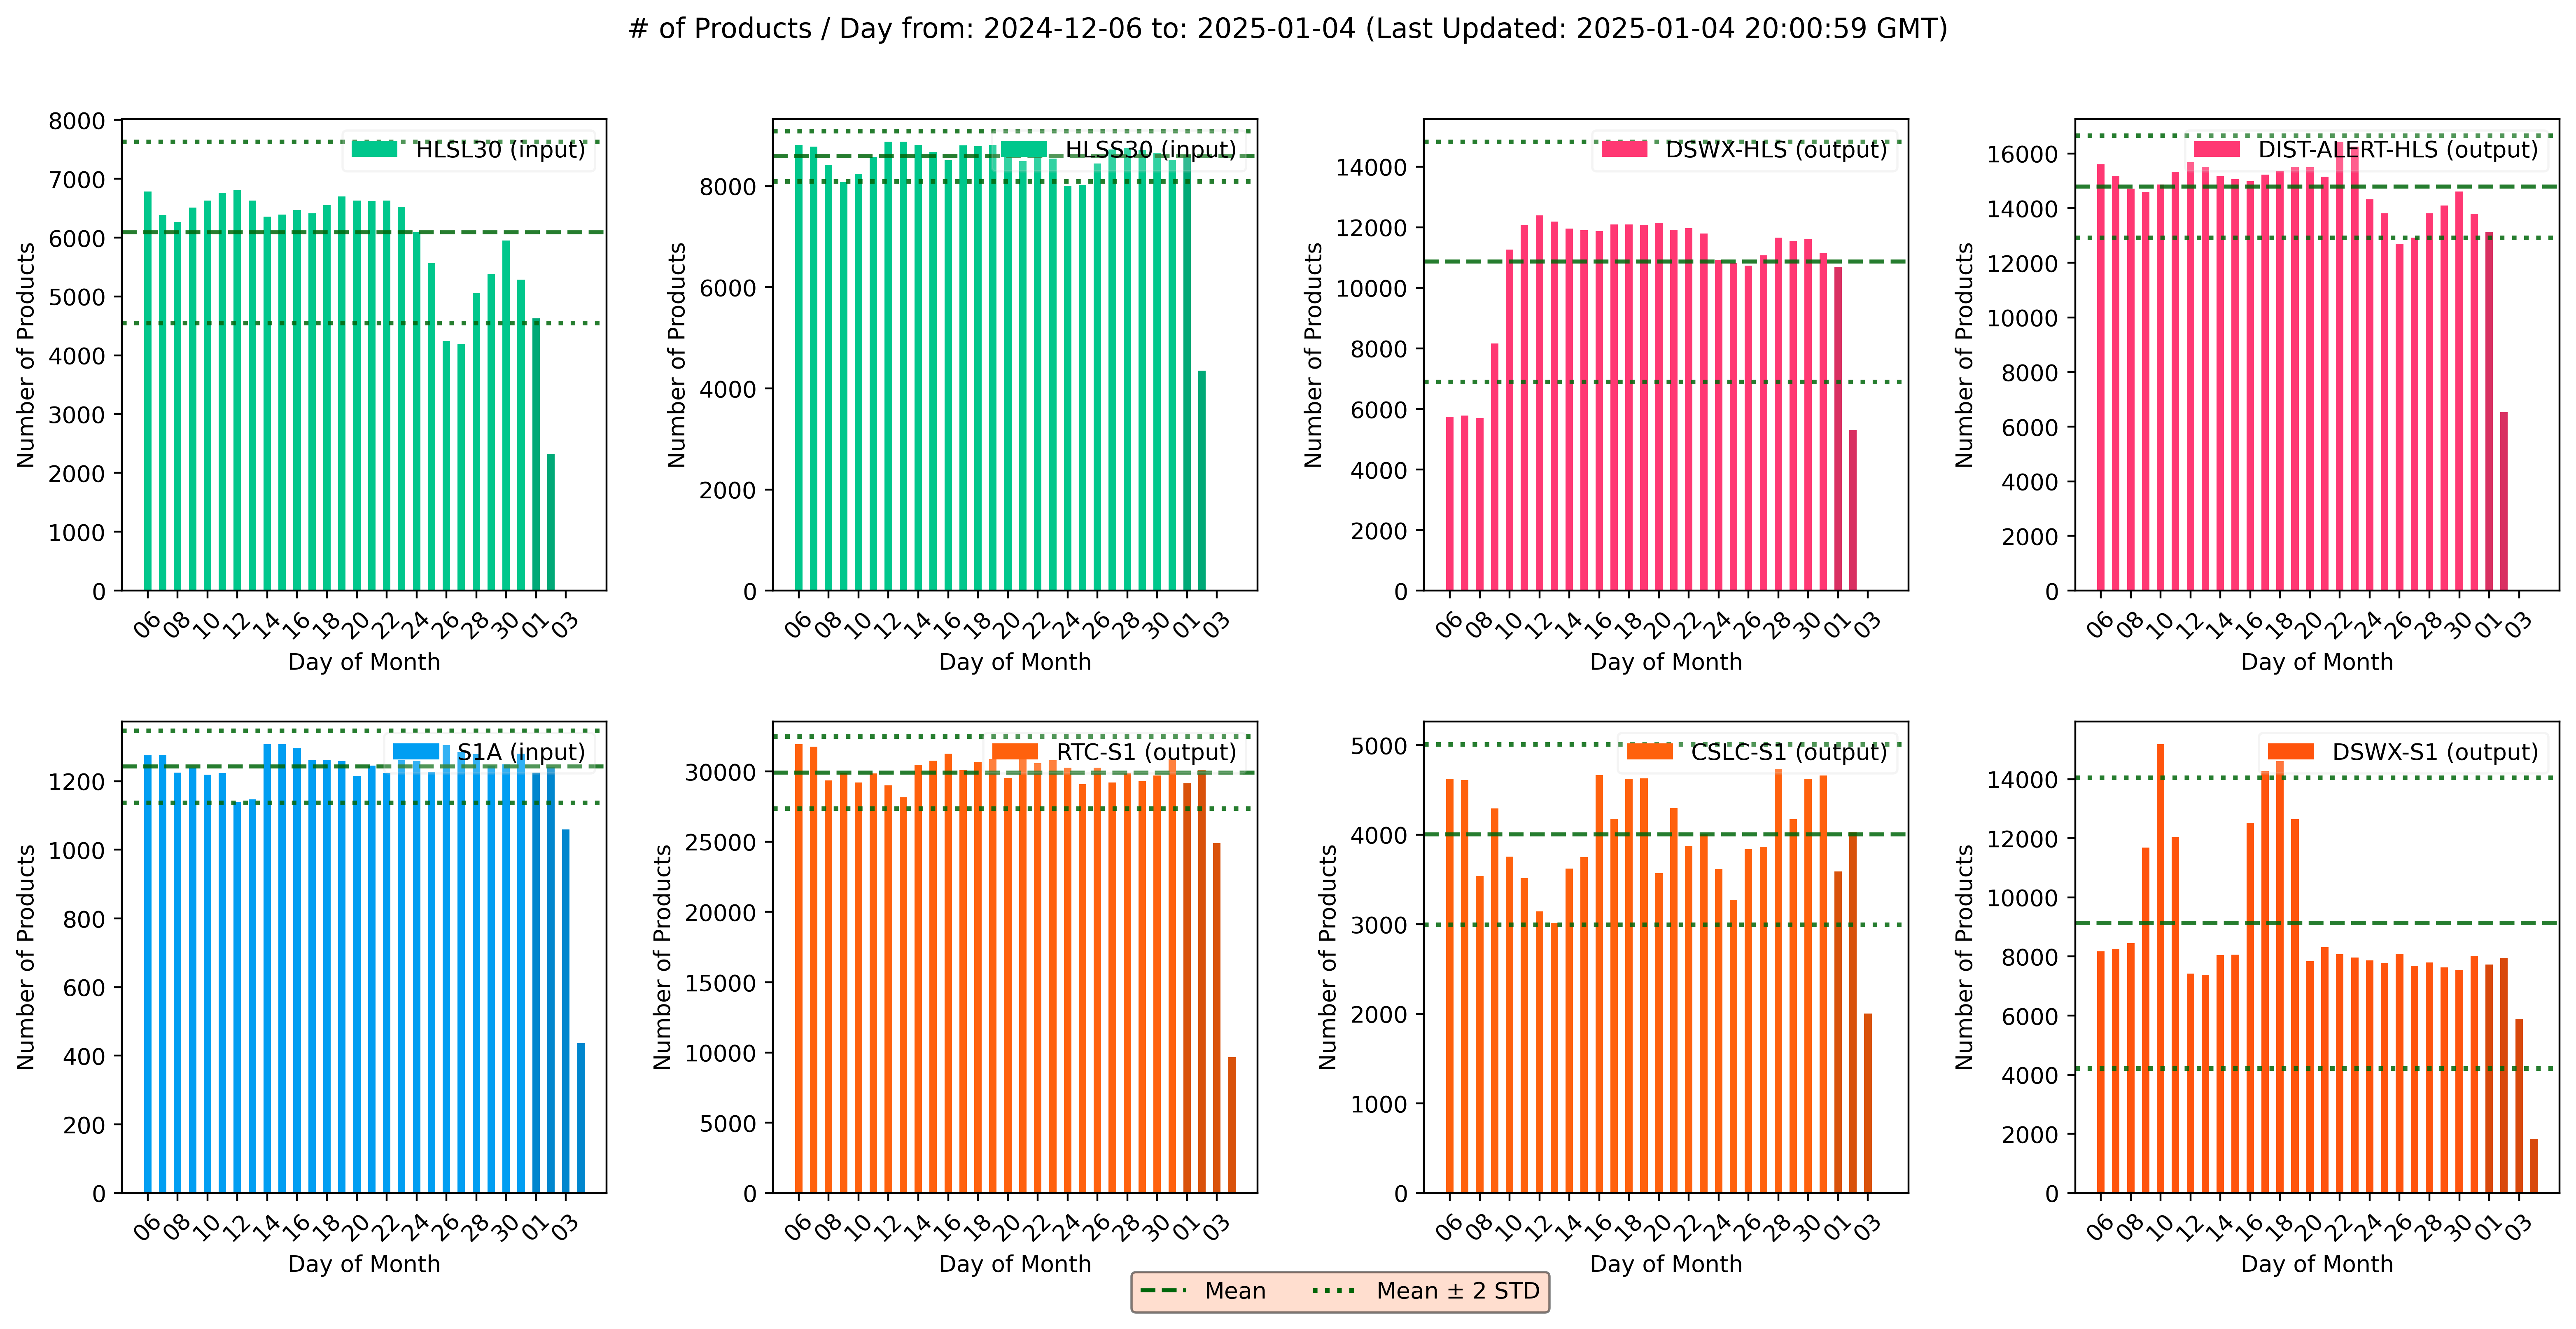 # of Products / Day from: 2024-12-06 to: 2025-01-04 (Last Updated: 2025-01-04 20:00:59 GMT)
HLSL30 (input)
Number of Products
8000
7000
6000
5000
4000
3000
2000
1000
0
06 08 10 12 14 16 18 20 22 24 26 28 30 01 03
Day of Month
HLSS30 (input)
Number of Products
8000
6000
4000
2000
0
06 08 10 12 14 16 18 20 22 24 26 28 30 01 03
Day of Month
DSWX-HLS (output)
Number of Products
14000
12000
10000
8000
6000
4000
2000
0
06 08 10 12 14 16 18 20 22 24 26 28 30 01 03
Day of Month
DIST-ALERT-HLS (output)
Number of Products
16000
14000
12000
10000
8000
6000
4000
2000
0
06 08 10 12 14 16 18 20 22 24 26 28 30 01 03
Day of Month
S1A (input)
Number of Products
1200
1000
800
600
400
200
0
06 08 10 12 14 16 18 20 22 24 26 28 30 01 03
Day of Month
RTC-S1 (output)
Number of Products
30000
25000
20000
15000
10000
5000
0
06 08 10 12 14 16 18 20 22 24 26 28 30 01 03
Day of Month
CSLC-S1 (output)
Number of Products
5000
4000
3000
2000
1000
0
06 08 10 12 14 16 18 20 22 24 26 28 30 01 03
Day of Month
DSWX-S1 (output)
Number of Products
14000
12000
10000
8000
6000
4000
2000
0
06 08 10 12 14 16 18 20 22 24 26 28 30 01 03
Day of Month
Mean
Mean ± 2 STD